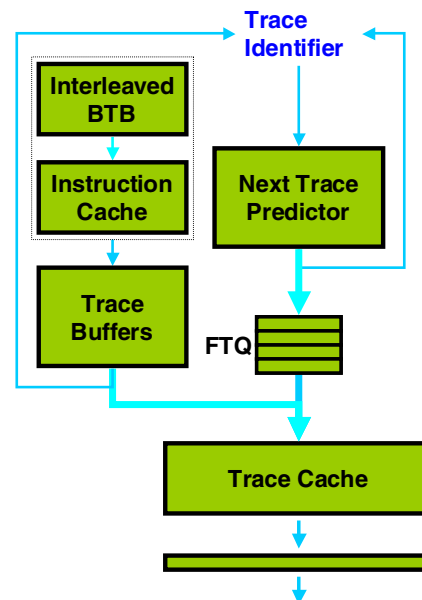 Trace
Identifier
Interleaved
BTB
Instruction
Cache
Next Trace
Predictor
Trace
Buffers
FTQ
Trace Cache